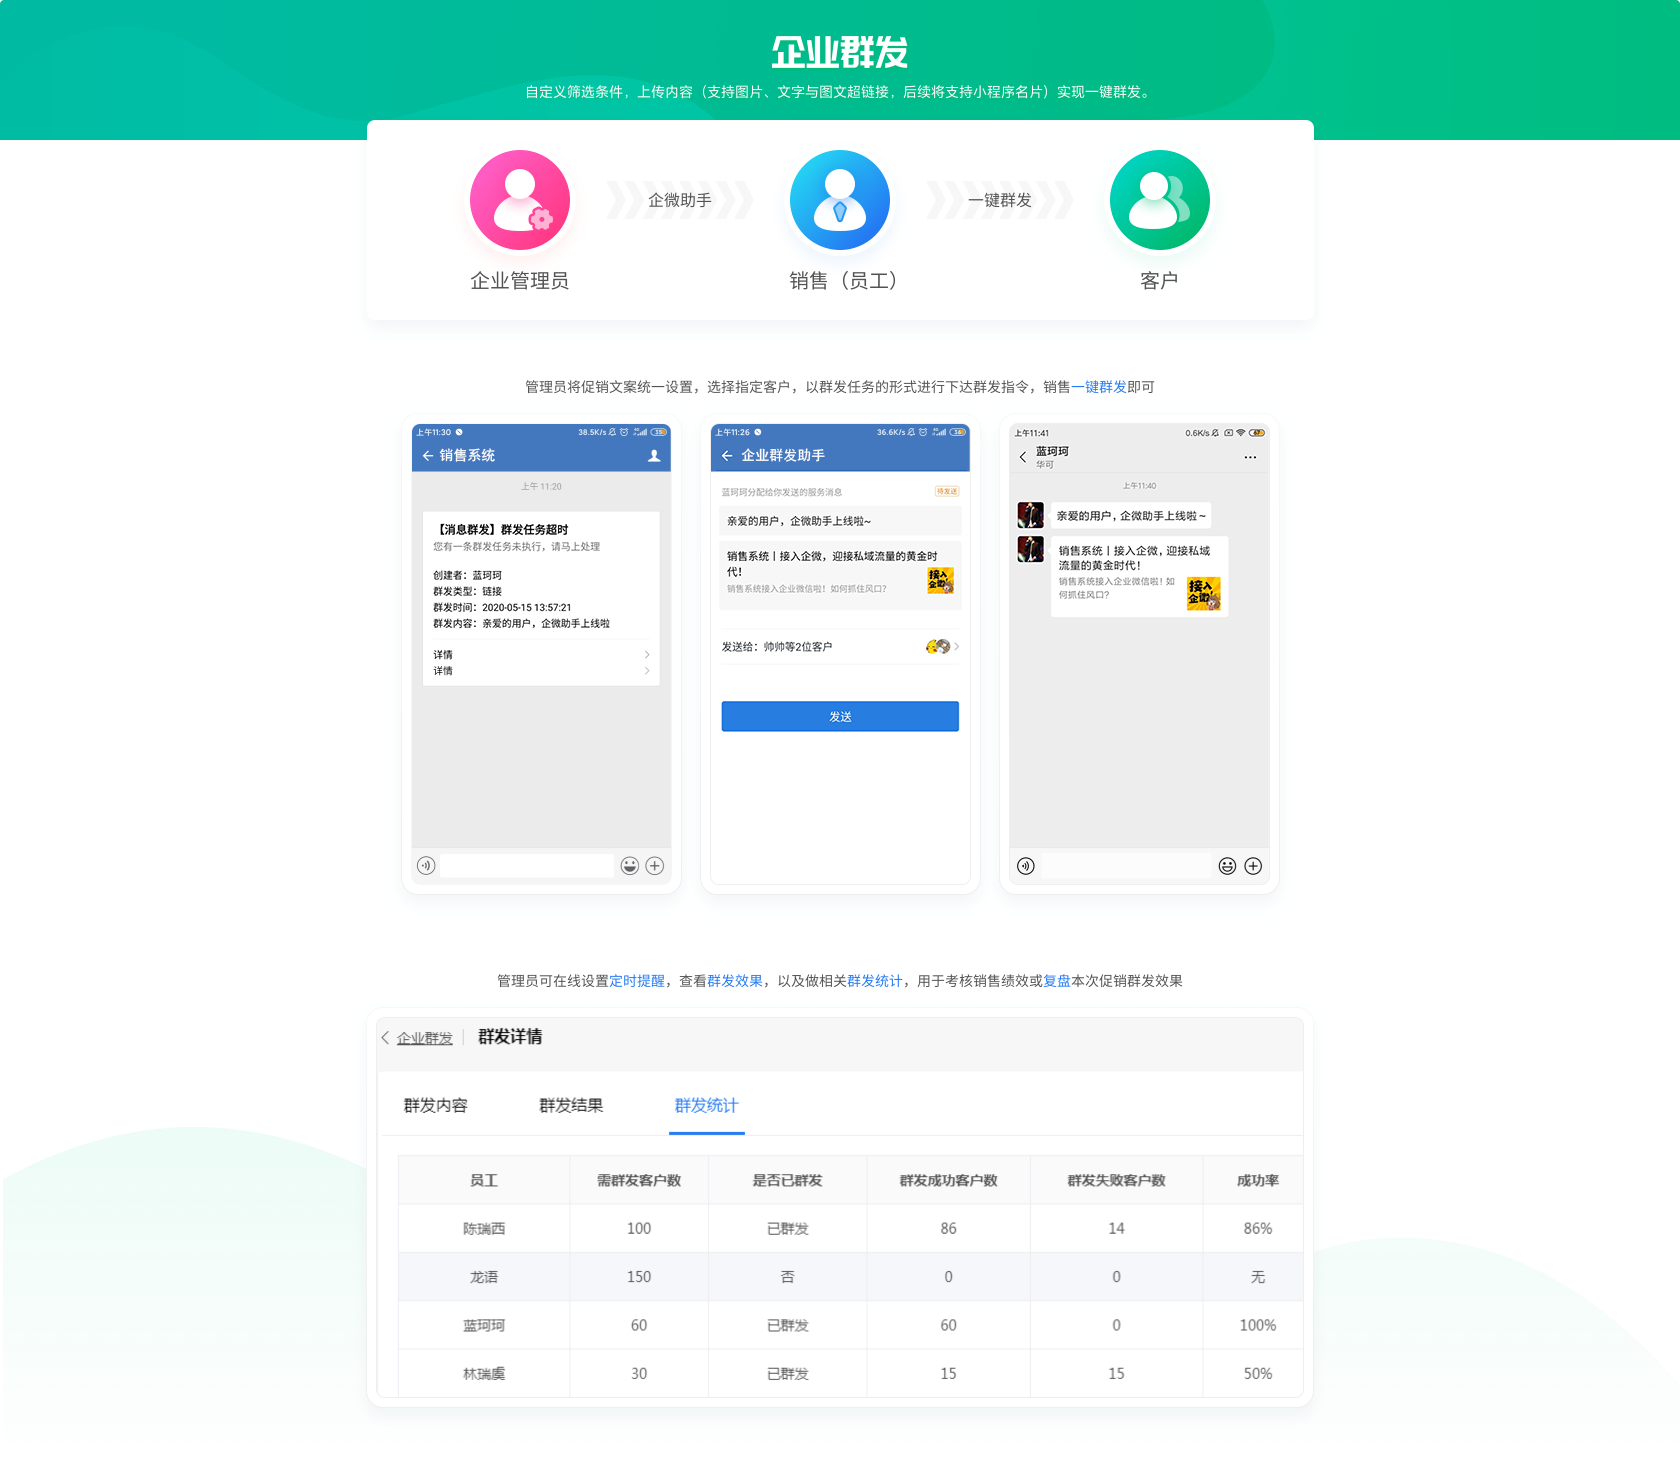 企业群发
自定义筛选条件，上传内容（支持图片、文字与图文超链接，后续将支持小程序名片）实现一键群发。
企微助手
一键群发
企业管理员
销售（员工）
客户
管理员将促销文案统一设置，选择指定客户，以群发任务的形式进行下达群发指令，销售一键群发即可
上午11:30 38.5K/s 35
销售系统
上午 11:20
【消息群发】群发任务超时
您有一条群发任务未执行，请马上处理
创建者：蓝珂珂
群发类型：链接
群发时间：2020-05-15 13:57:21
群发内容：亲爱的用户，企微助手上线啦
详情
详情
上午11:26 36.6K/s 34
企业群发助手
蓝珂珂分配给你发送的服务消息 待发送
亲爱的用户，企微助手上线啦~
销售系统丨接入企微，迎接私域流量的黄金时
代！
销售系统接入企业微信啦！如何抓住风口？
接入
企微
发送给：帅帅等2位客户
发送
上午11:41 0.6K/s 67
蓝珂珂
华可
上午11:40
亲爱的用户，企微助手上线啦~
销售系统丨接入企微，迎接私域
流量的黄金时代！
销售系统接入企业微信啦！如
何抓住风口？
接入
企微
管理员可在线设置定时提醒，查看群发效果，以及做相关群发统计，用于考核销售绩效或复盘本次促销群发效果
企业群发 群发详情
群发内容 群发结果 群发统计
员工 需群发客户数 是否已群发 群发成功客户数 群发失败客户数 成功率
陈瑞西 100 已群发 86 14 86%
龙语 150 否 0 0 无
蓝珂珂 60 已群发 60 0 100%
林瑞虞 30 已群发 15 15 50%